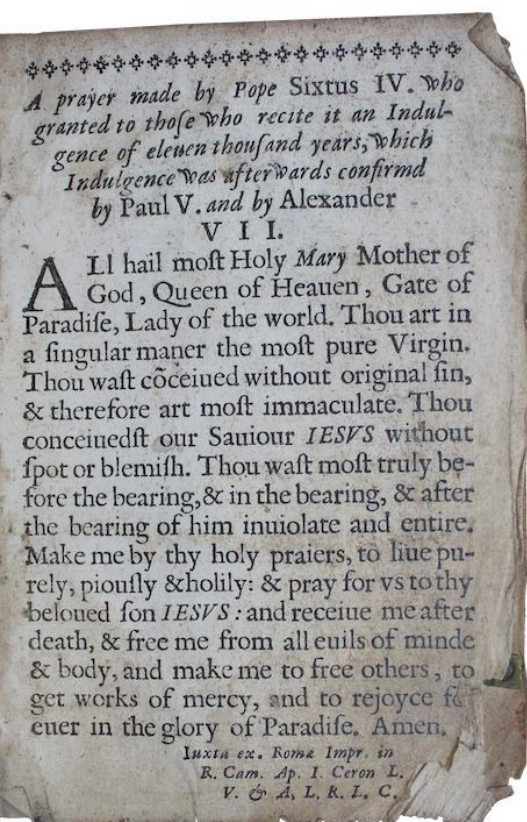 A prayer made by Pope Sixtus IV. who
granted to thoſe who recite it an Indul-
gence of eleuen thouſand years, which
Indulgence was afterwards confirmd
by Paul V. and by Alexander
VII.
ALl hail moſt Holy Mary Mother of
God, Queen of Heauen, Gate of
Paradiſe, Lady of the world. Thou art in
a ſingular maner the moſt pure Virgin.
Thou waſt cōceiued without original ſin,
& therefore art moſt immaculate. Thou
conceiuedſt our Sauiour IESVS without
ſpot or blemiſh. Thou waſt moſt truly be-
fore the bearing, & in the bearing, & after
the bearing of him inuiolate and entire.
Make me by thy holy praiers, to liue pu-
rely, piouſly & holily: & pray for vs to thy
beloued ſon IESVS: and receiue me after
death, & free me from all euils of minde
& body, and make me to free others, to
get works of mercy, and to rejoyce
euer in the glory of Paradiſe. Amen.
Iuxta ex. Romæ Impr. in
R. Cam. Ap. I. Ceron L.
V. & A. L. R. L. C.